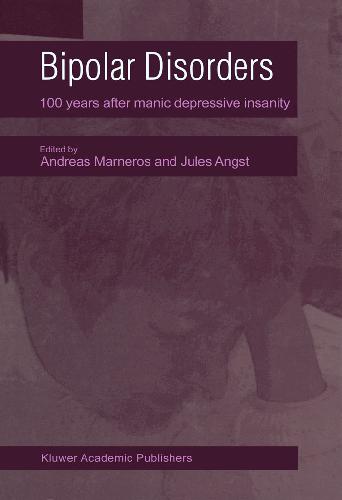 Bipolar Disorders
100 years after manic depressive insanity
Edited by
Andreas Marneros and Jules Angst
Kluwer Academic Publishers